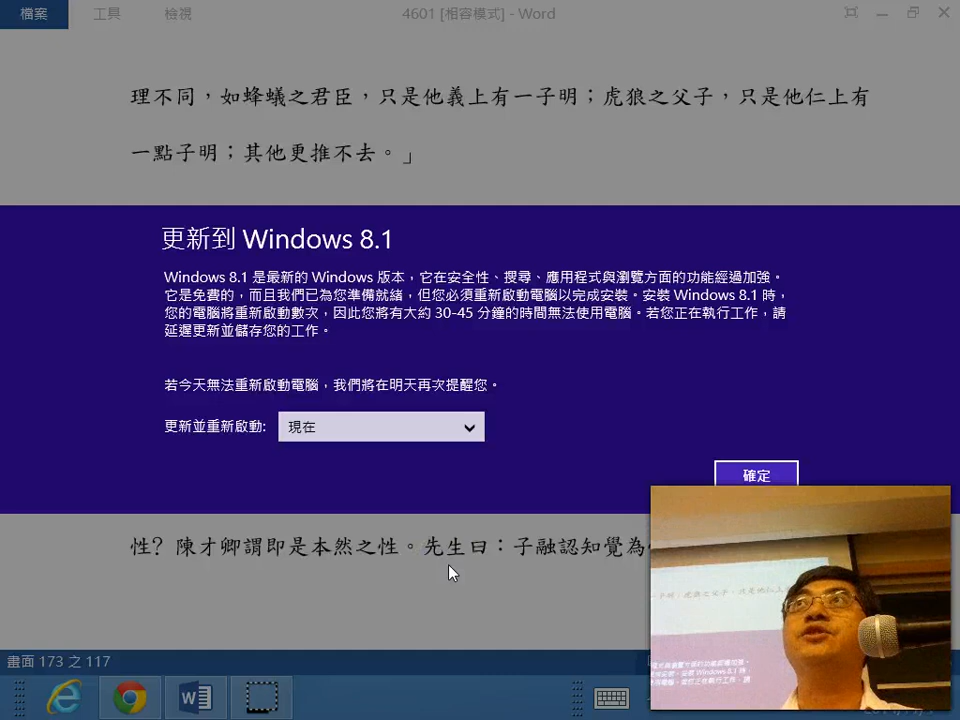 檔案
工具
檢視
4601 [相容模式] - Word
理不同，如蜂蟻之君臣，只是他義上有一子明；虎狼之父子，只是他仁上有
一點子明；其他更推不去。」
更新到 Windows 8.1
Windows 8.1 是最新的 Windows 版本，它在安全性、搜尋、應用程式與瀏覽方面的功能經過加強。
它是免費的，而且我們已為您準備就緒，但您必須重新啟動電腦以完成安裝。安裝 Windows 8.1 時，
您的電腦將重新啟動數次，因此您將有大約 30-45 分鐘的時間無法使用電腦。若您正在執行工作，請
延遲更新並儲存您的工作。
若今天無法重新啟動電腦，我們將在明天再次提醒您。
更新並重新啟動:
現在
確定
性？陳才卿謂即是本然之性。先生曰：子融認知覺為
畫面 173 之 117